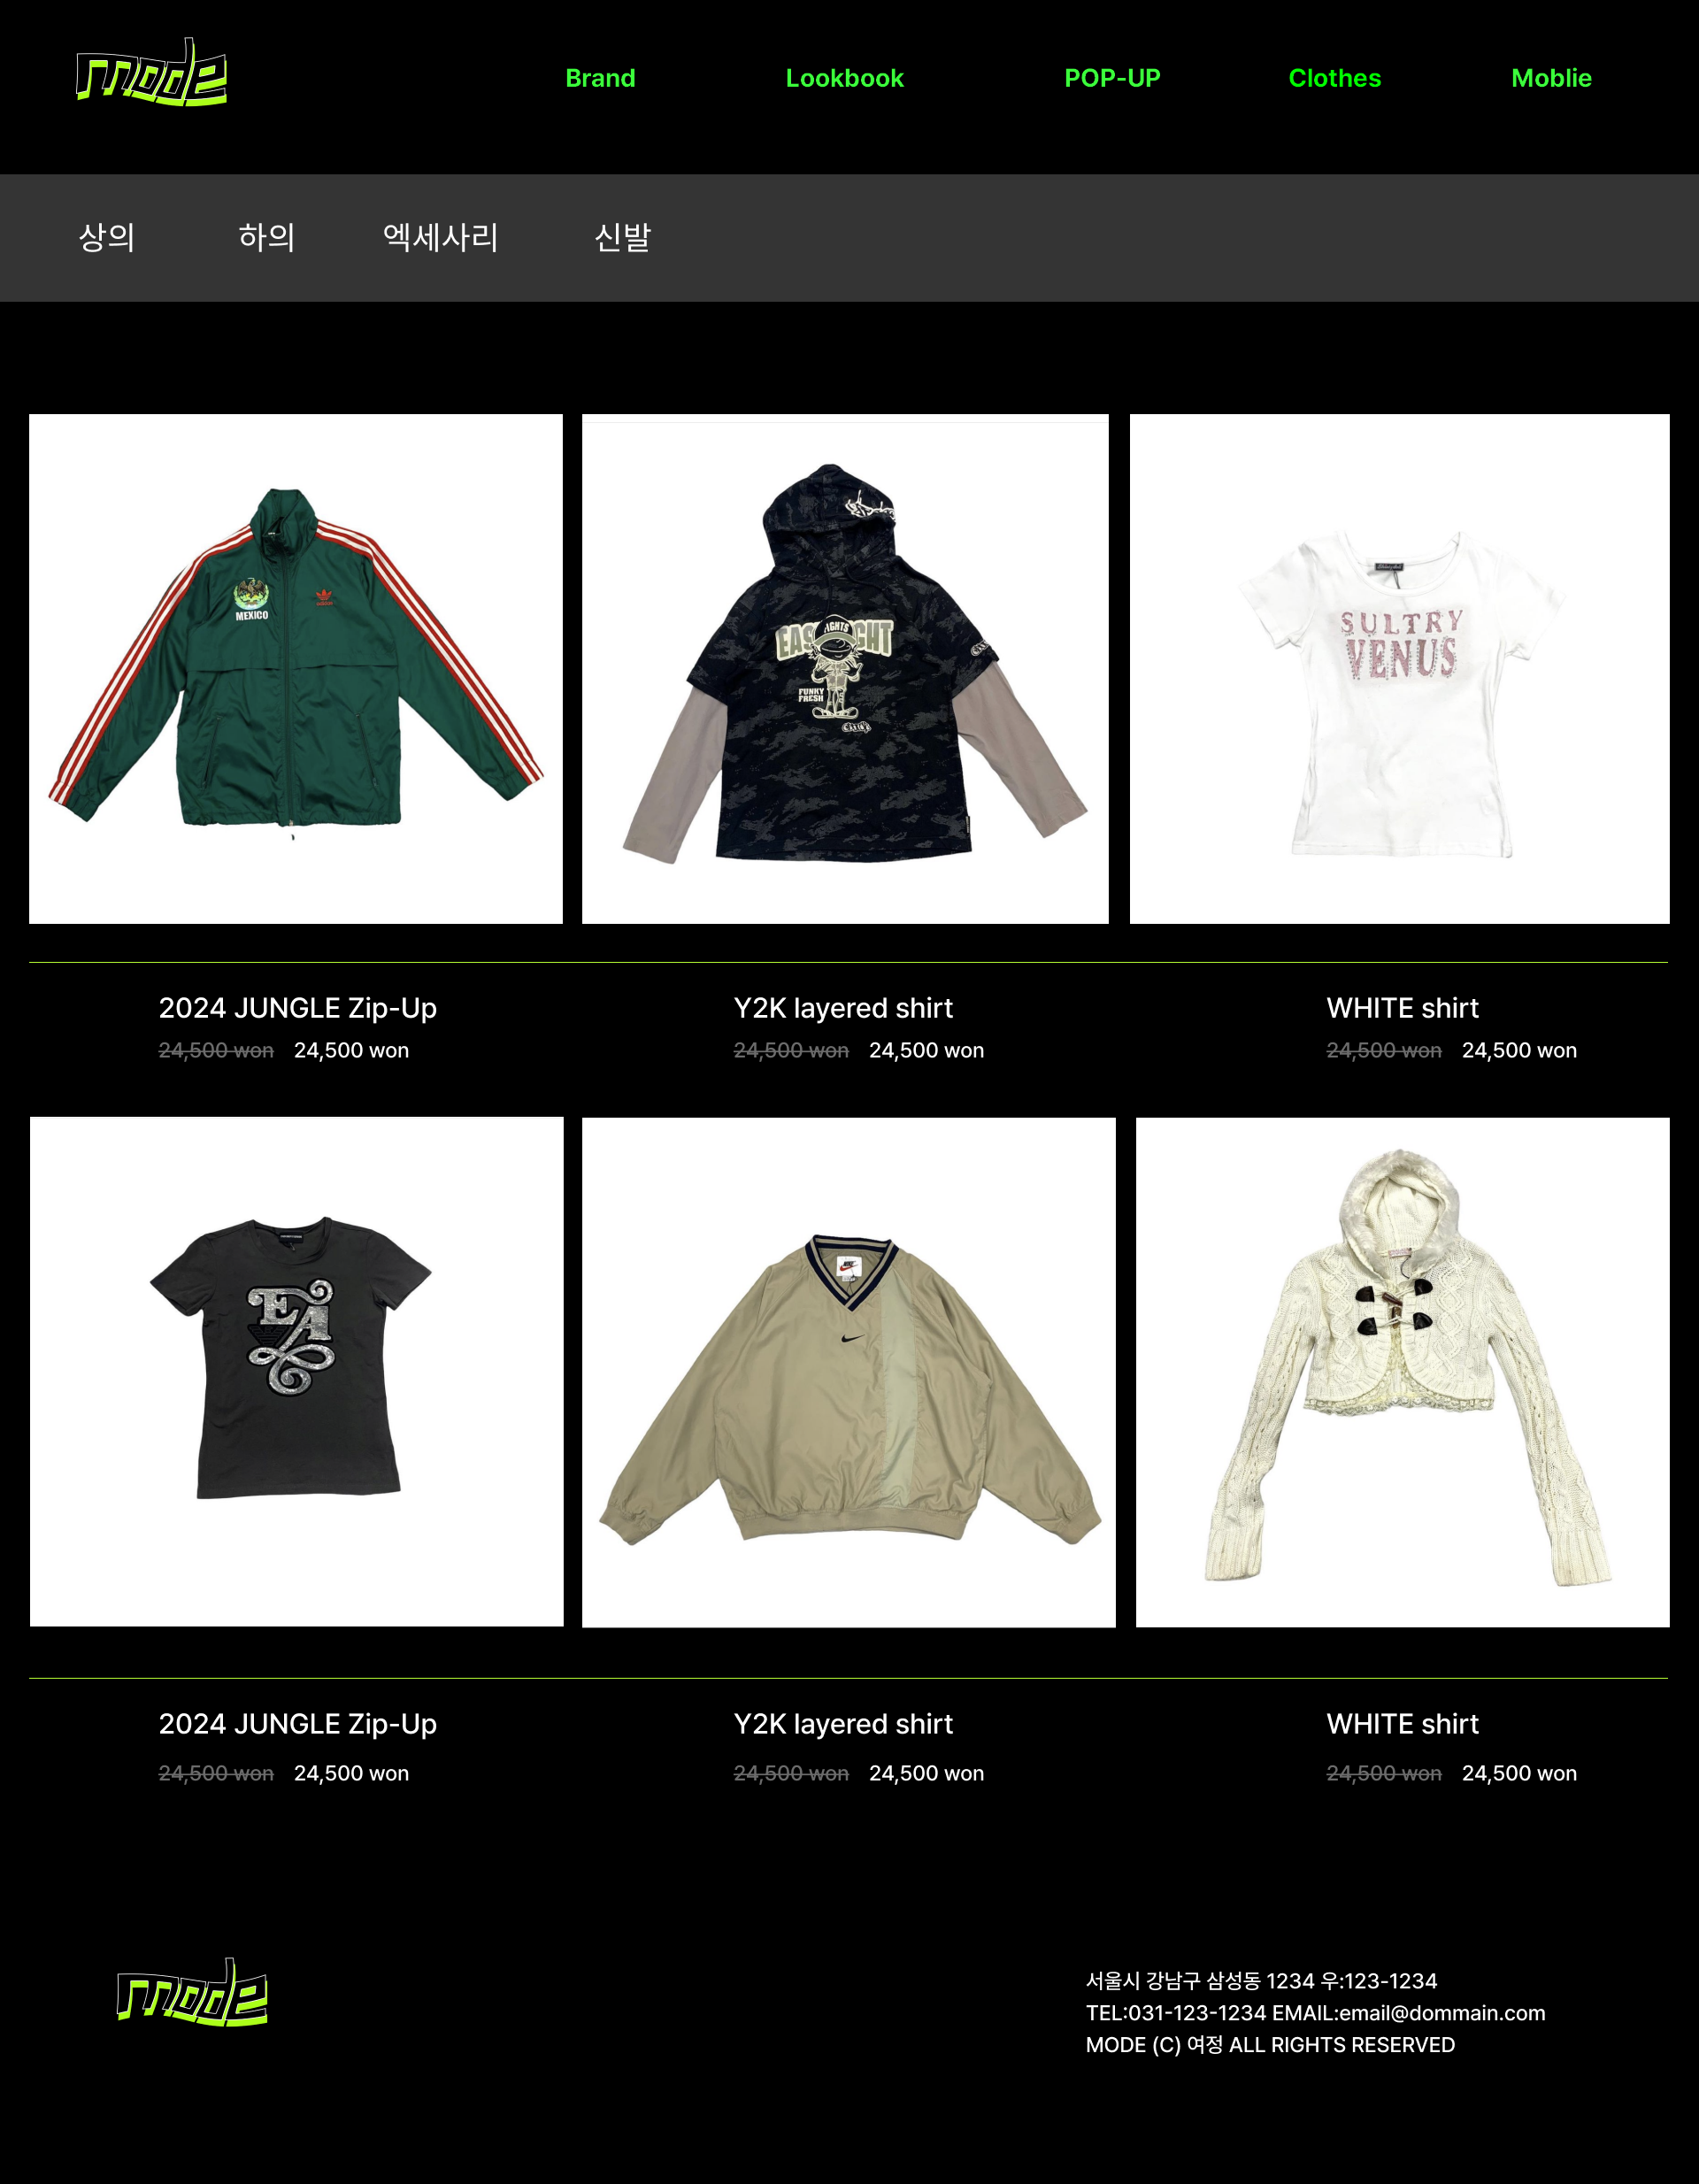 mode
Brand Lookbook POP-UP Clothes Moblie
상의 하의 엑세사리 신발
MEXICO
adidas
EAS GHT
IGHTS
FUNKY
FRESH
SULTRY
VENUS
2024 JUNGLE Zip-Up Y2K layered shirt WHITE shirt
24,500 won 24,500 won 24,500 won 24,500 won 24,500 won 24,500 won
EA
NIKE
2024 JUNGLE Zip-Up Y2K layered shirt WHITE shirt
24,500 won 24,500 won 24,500 won 24,500 won 24,500 won 24,500 won
mode
서울시 강남구 삼성동 1234 우:123-1234
TEL:031-123-1234 EMAIL:email@dommain.com
MODE (C) 여정 ALL RIGHTS RESERVED